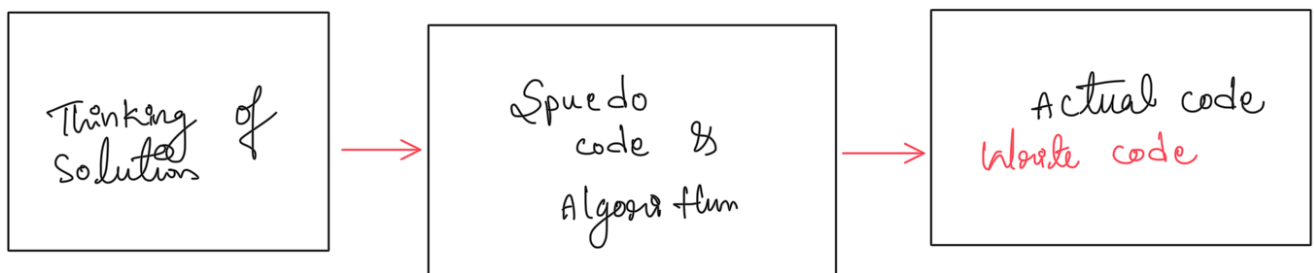 Thinking of
Solution
Spuedo
code &
Algorithm
Actual code
Write code